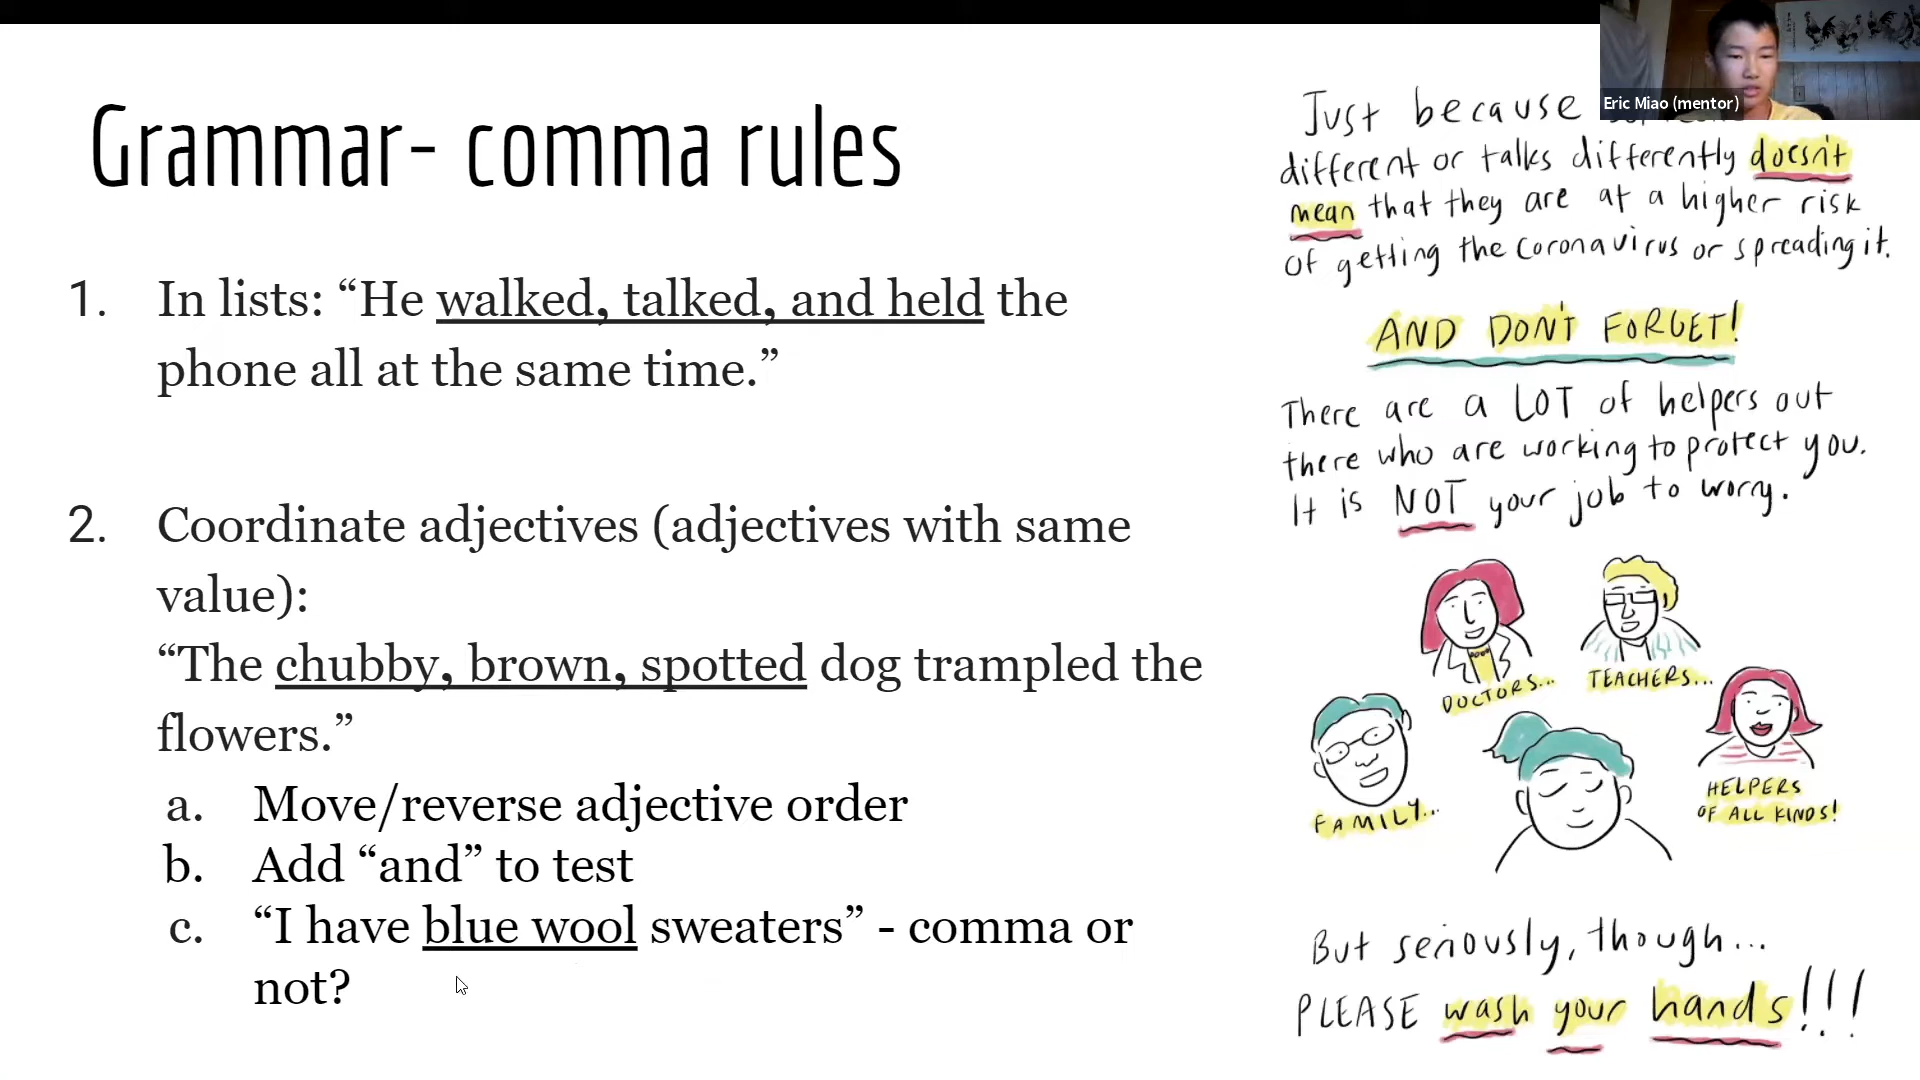 Grammar- comma rules
1. In lists: “He walked, talked, and held the
phone all at the same time.”
2. Coordinate adjectives (adjectives with same
value):
“The chubby, brown, spotted dog trampled the
flowers.”
a. Move/reverse adjective order
b. Add “and” to test
c. “I have blue wool sweaters” - comma or
not?
Eric Miao (mentor)
Just because
different or talks differently doesn't
mean that they are at a higher risk
of getting the coronavirus or spreading it.
AND DON'T FORGET!
There are a LOT of helpers out
there who are working to protect you.
It is NOT your job to worry.
DOCTORS...
TEACHERS...
FAMILY...
HELPERS
OF ALL KINDS!
But seriously, though...
PLEASE wash your hands!!!